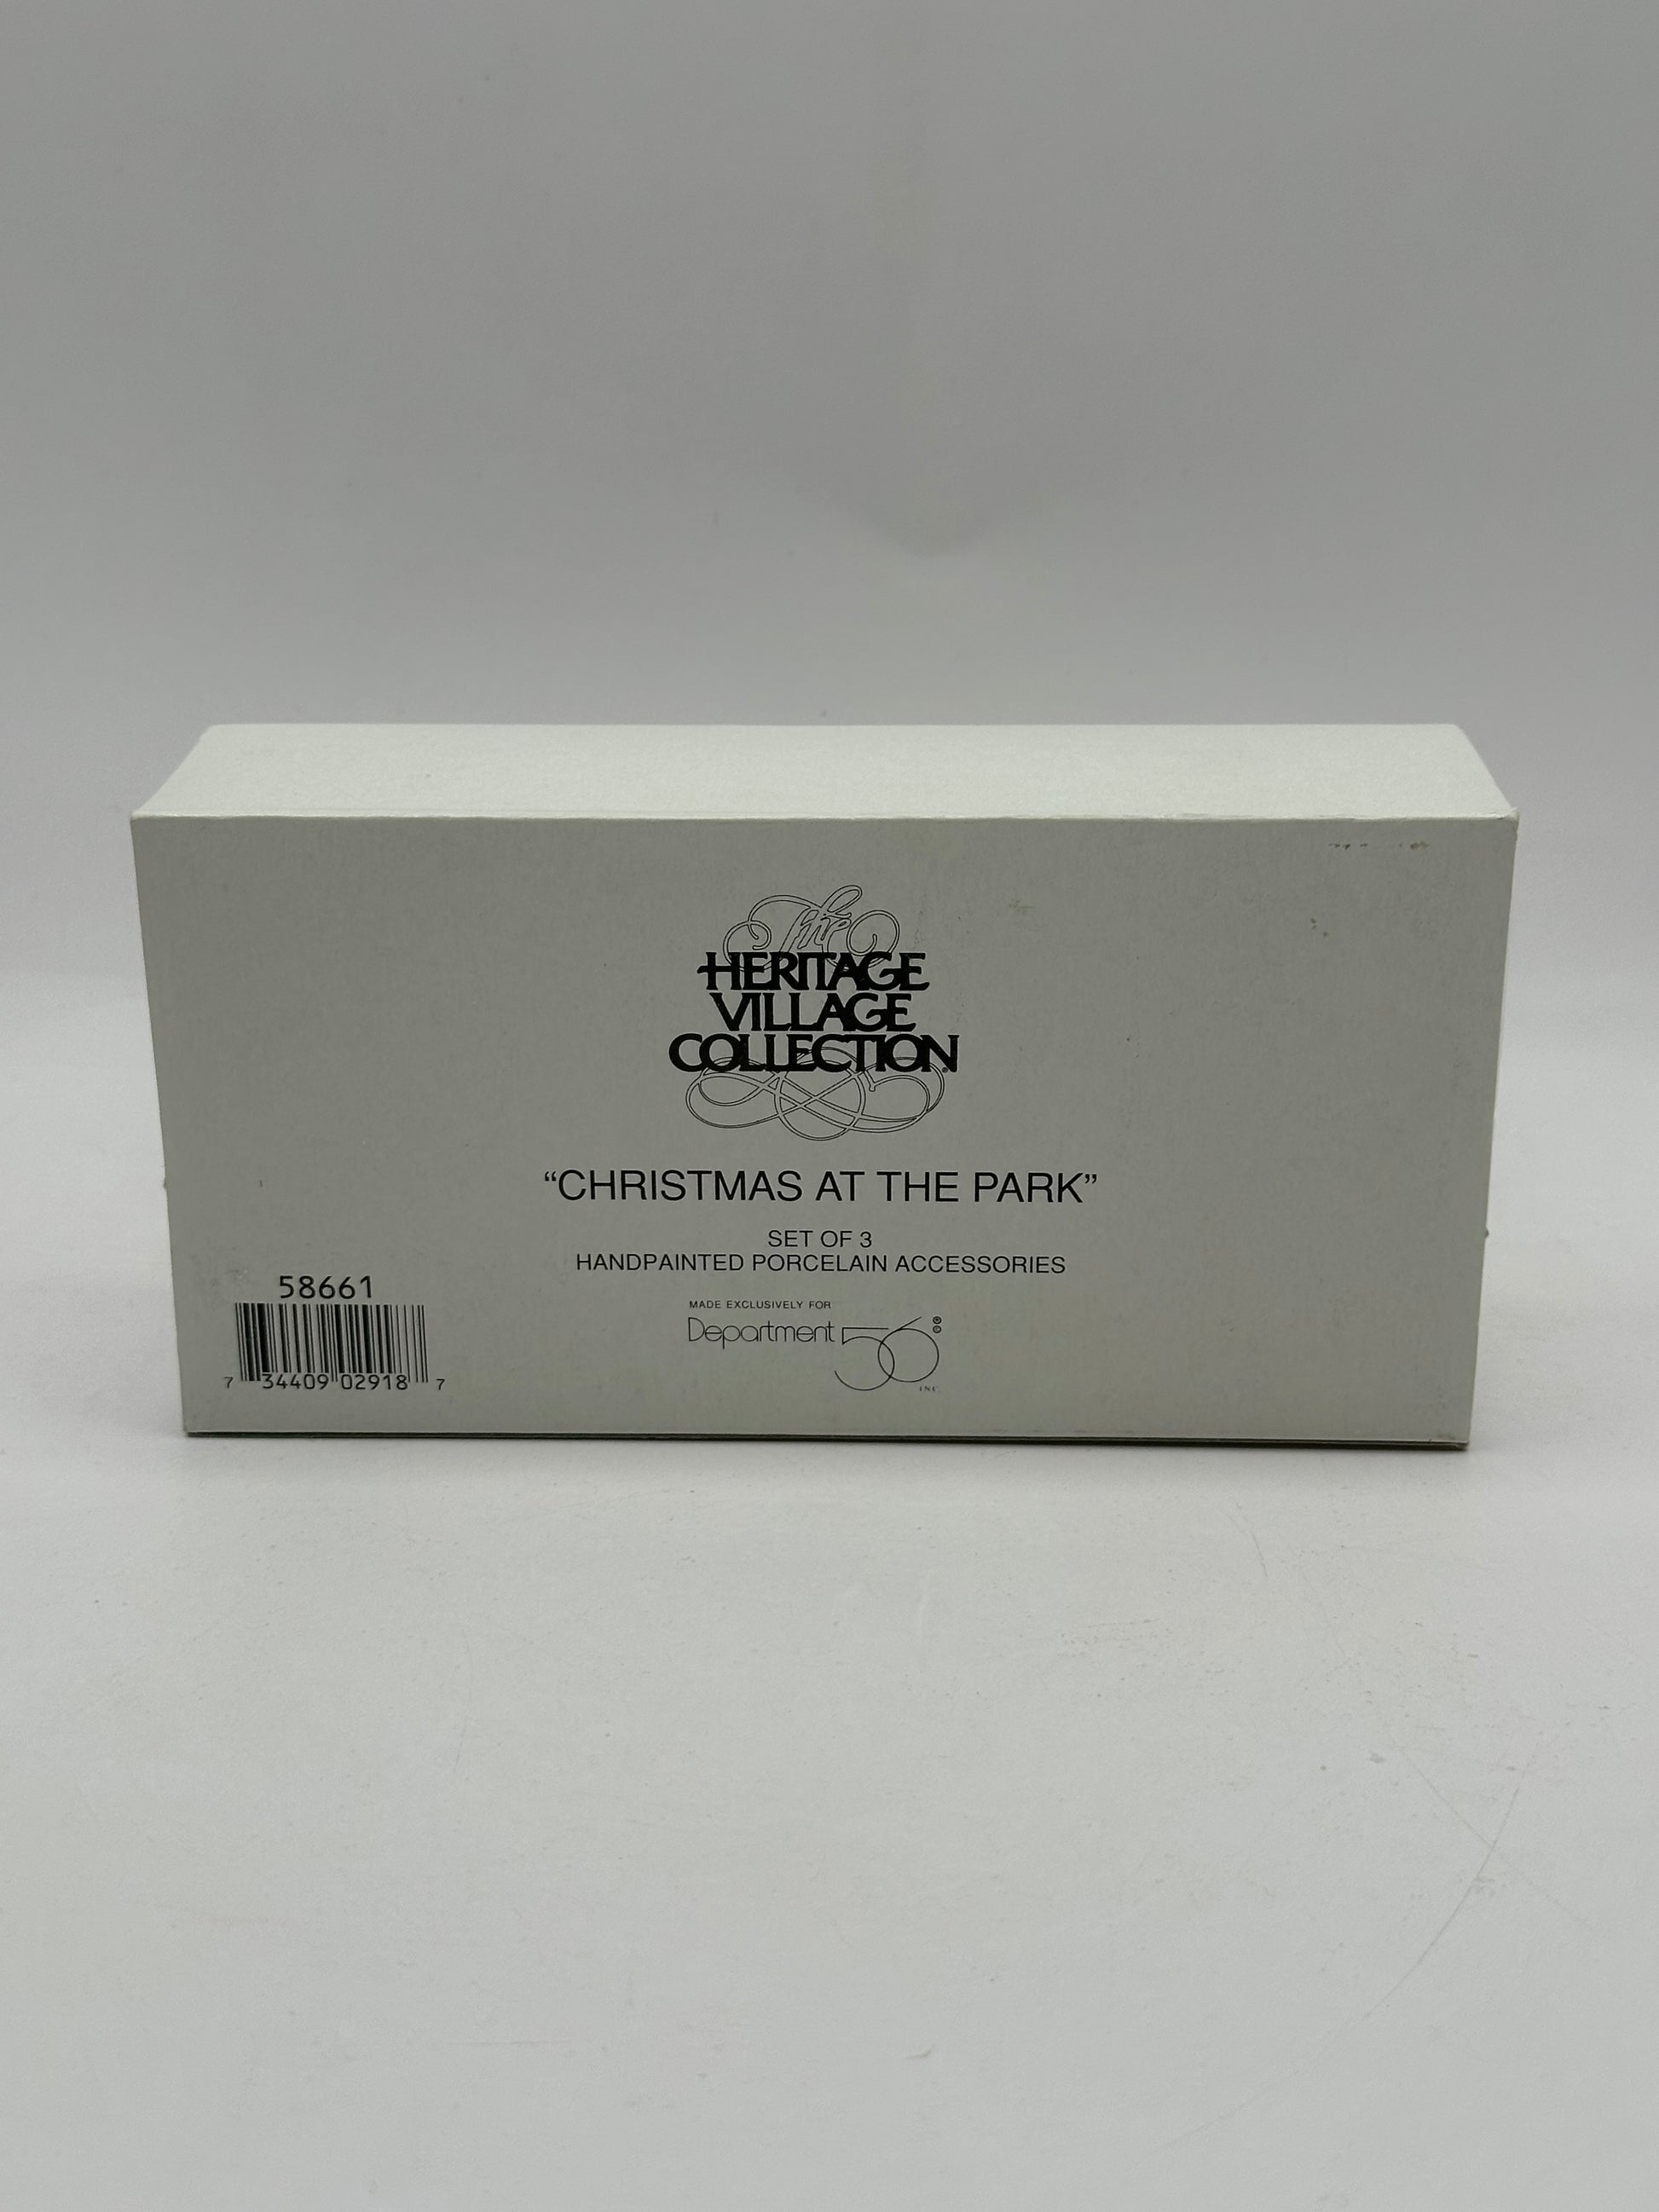 The
HERITAGE
VILLAGE
COLLECTION®
“CHRISTMAS AT THE PARK”
SET OF 3
HANDPAINTED PORCELAIN ACCESSORIES
58661
7 34409 02918 7
MADE EXCLUSIVELY FOR
Department 56 ® ©
INC.